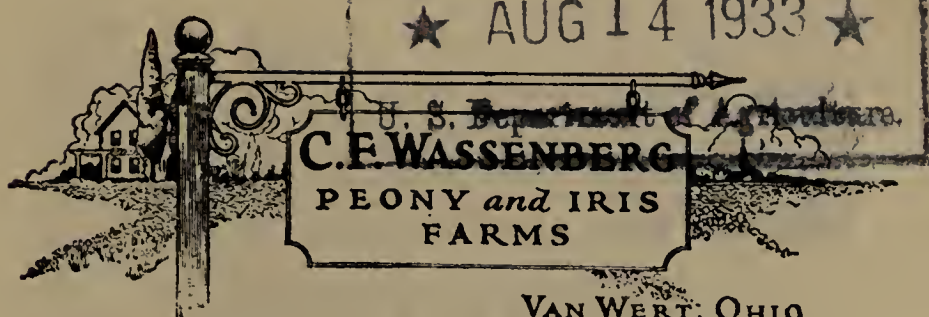 ★ AUG 14 1933 ★
U. S. Department of Agriculture.
C. F. WASSENBERG
PEONY and IRIS
FARMS
VAN WERT, OHIO